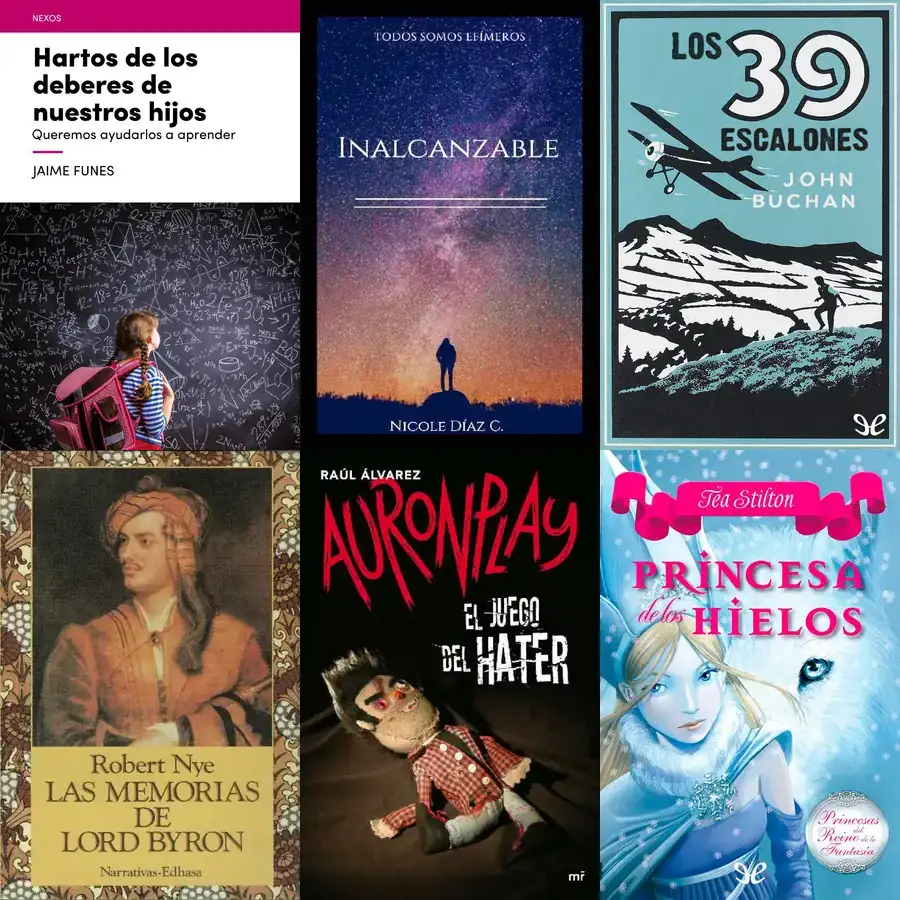 NEXOS
Hartos de los
deberes de
nuestros hijos
Queremos ayudarlos a aprender
JAIME FUNES
TODOS SOMOS EFÍMEROS
INALCANZABLE
NICOLE DÍAZ C.
LOS 39
ESCALONES
JOHN
BUCHAN
Robert Nye
LAS MEMORIAS
DE
LORD BYRON
Narrativas-Edhasa
RAÚL ÁLVAREZ
AURONPLAY
EL JUEGO
DEL HATER
mr̃
Tea Stilton
PRINCESA
de los HIELOS
Princesas
del
Reino de la
Fantasía